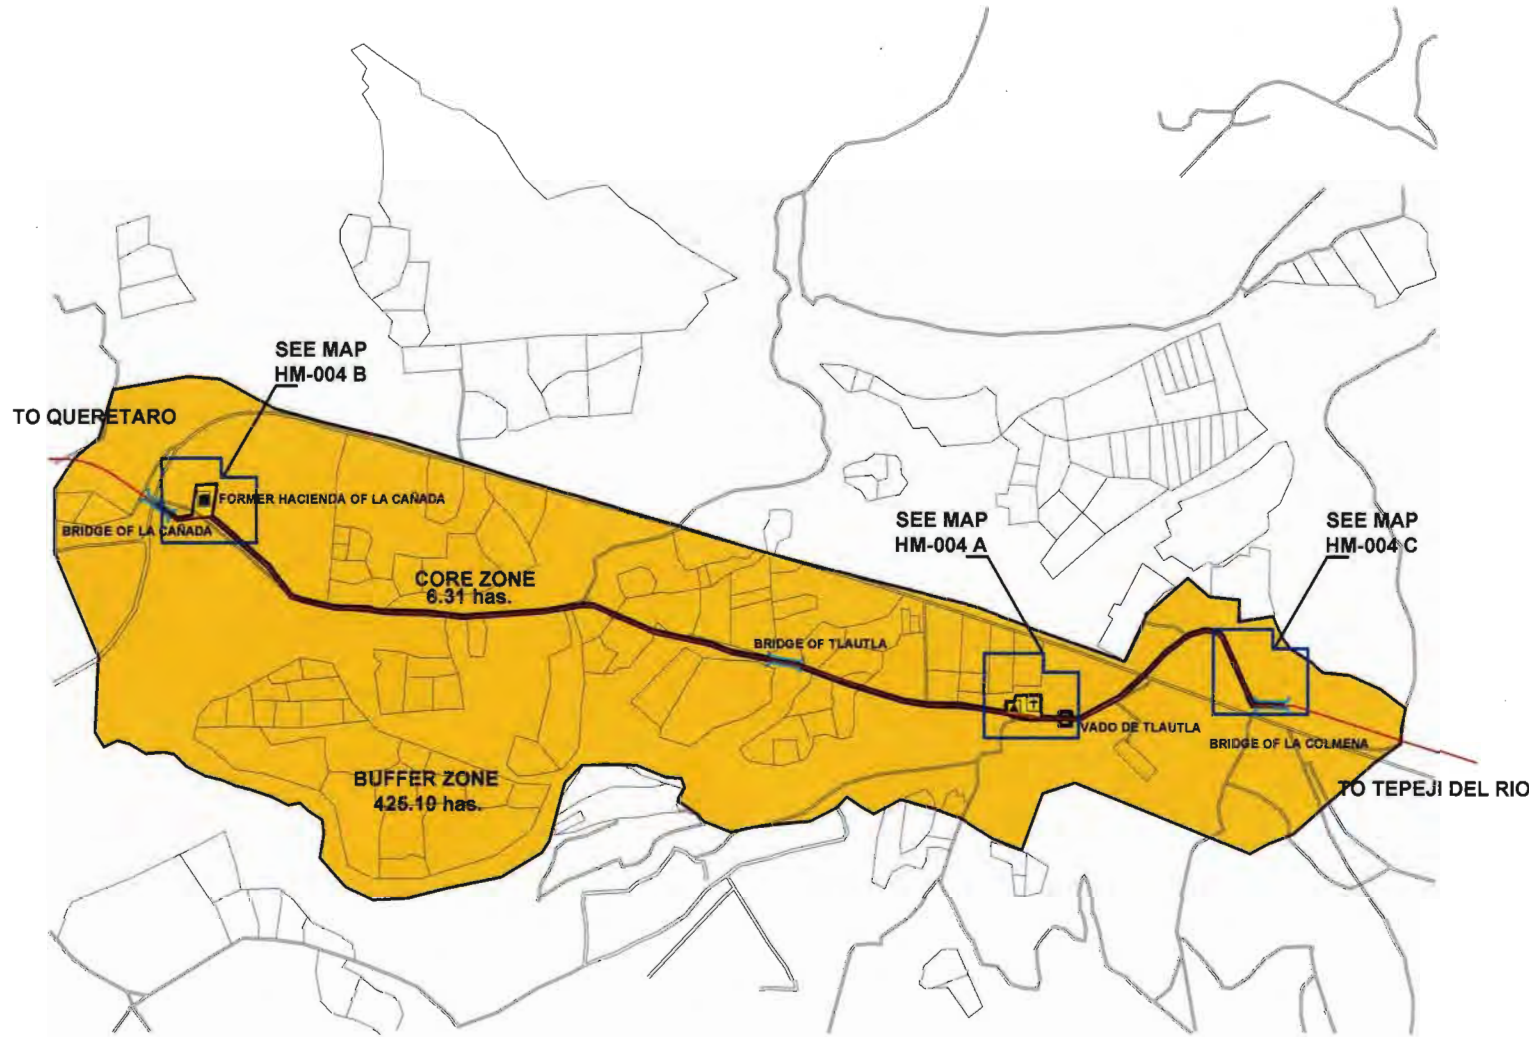 SEE MAP
HM-004 B
TO QUERETARO
FORMER HACIENDA OF LA CAÑADA
BRIDGE OF LA CAÑADA
SEE MAP
HM-004 A
SEE MAP
HM-004 C
CORE ZONE
6.31 has.
BRIDGE OF TLAUTLA
VADO DE TLAUTLA
BRIDGE OF LA COLMENA
BUFFER ZONE
425.19 has.
TO TEPEJI DEL RIO